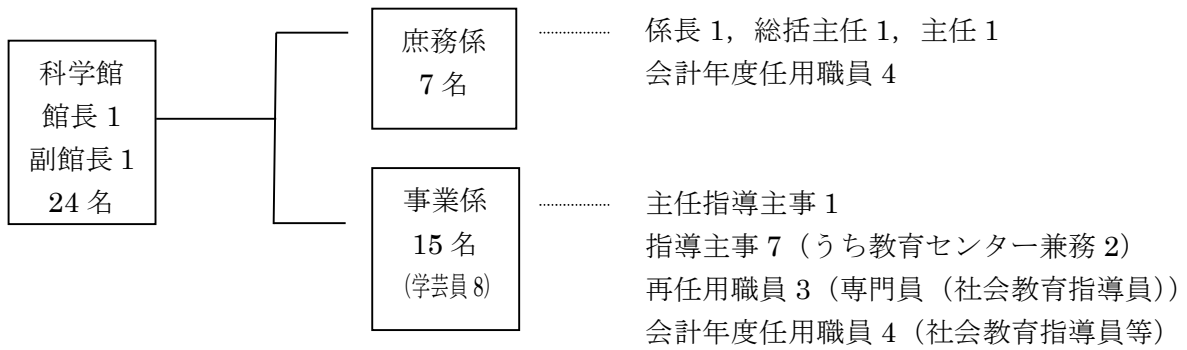 科学館
館長 1
副館長 1
24 名
庶務係
7 名
係長 1，総括主任 1，主任 1
会計年度任用職員 4
事業係
15 名
(学芸員 8)
主任指導主事 1
指導主事 7（うち教育センター兼務 2）
再任用職員 3（専門員（社会教育指導員））
会計年度任用職員 4（社会教育指導員等）